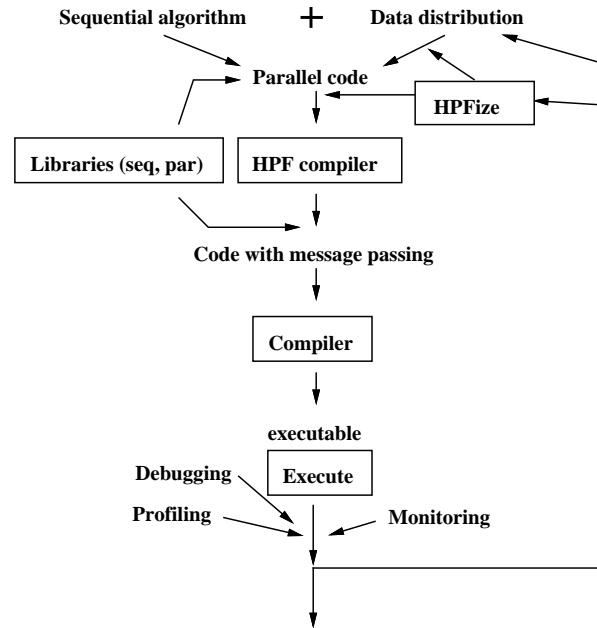 Sequential algorithm + Data distribution
Parallel code
HPFize
Libraries (seq, par)
HPF compiler
Code with message passing
Compiler
executable
Execute
Debugging
Profiling
Monitoring